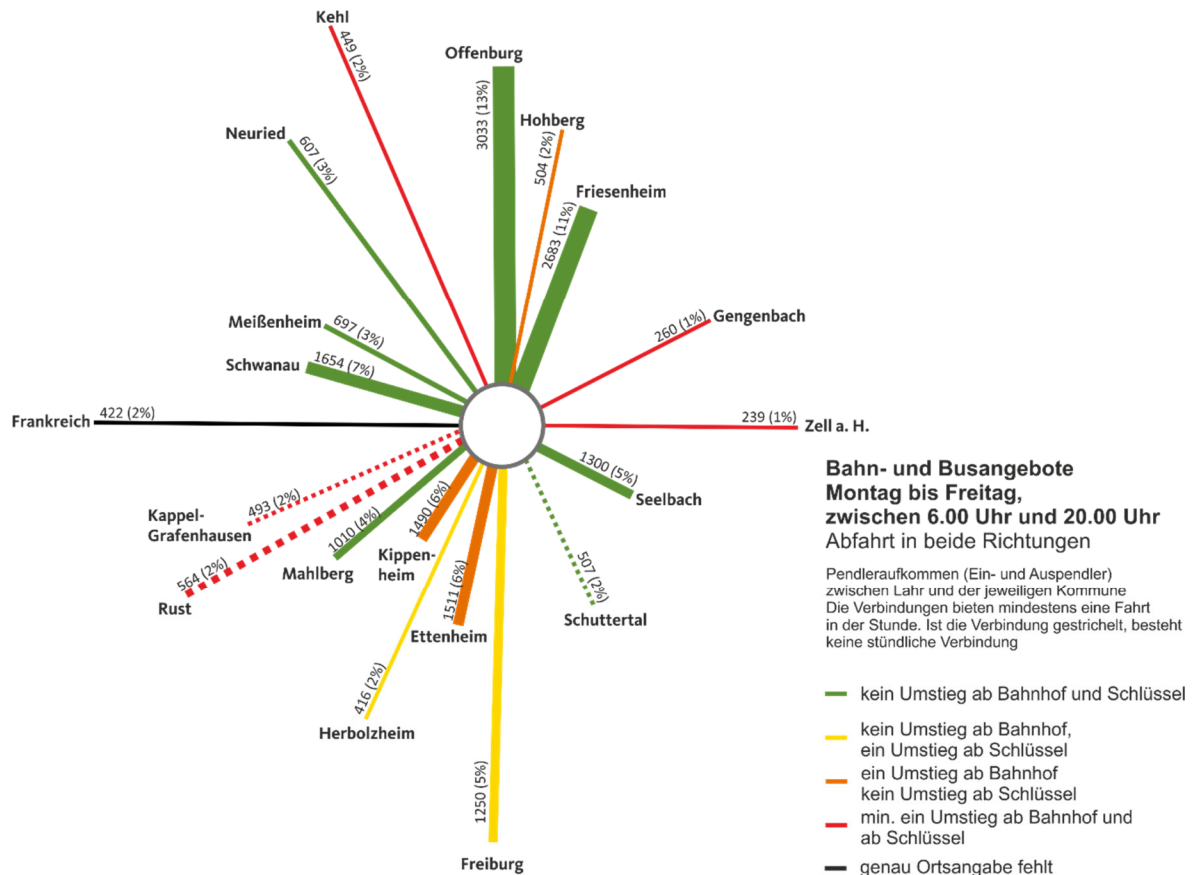 Kehl
449 (2%)
Offenburg
3033 (13%)
Hohberg
504 (2%)
Neuried
607 (3%)
Friesenheim
2683 (11%)
Meißenheim
697 (3%)
Gengenbach
260 (1%)
Schwanau
1654 (7%)
Frankreich
422 (2%)
239 (1%)
Zell a. H.
1300 (5%)
Seelbach
493 (2%)
Kappel-
Grafenhausen
564 (2%)
Rust
1010 (4%)
Mahlberg
1490 (6%)
Kippen-
heim
1511 (6%)
Ettenheim
507 (2%)
Schuttertal
416 (2%)
Herbolzheim
1250 (5%)
Freiburg
Bahn- und Busangebote
Montag bis Freitag,
zwischen 6.00 Uhr und 20.00 Uhr
Abfahrt in beide Richtungen
Pendleraufkommen (Ein- und Auspendler)
zwischen Lahr und der jeweiligen Kommune
Die Verbindungen bieten mindestens eine Fahrt
in der Stunde. Ist die Verbindung gestrichelt, besteht
keine stündliche Verbindung
kein Umstieg ab Bahnhof und Schlüssel
kein Umstieg ab Bahnhof,
ein Umstieg ab Schlüssel
ein Umstieg ab Bahnhof
kein Umstieg ab Schlüssel
min. ein Umstieg ab Bahnhof und
ab Schlüssel
genau Ortsangabe fehlt